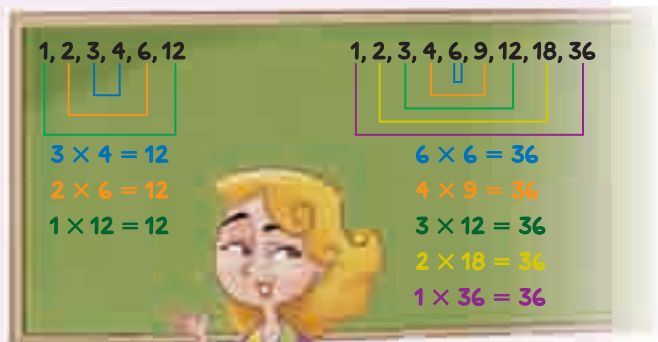 1, 2, 3, 4, 6, 12
3 × 4 = 12
2 × 6 = 12
1 × 12 = 12
1, 2, 3, 4, 6, 9, 12, 18, 36
6 × 6 = 36
4 × 9 = 36
3 × 12 = 36
2 × 18 = 36
1 × 36 = 36